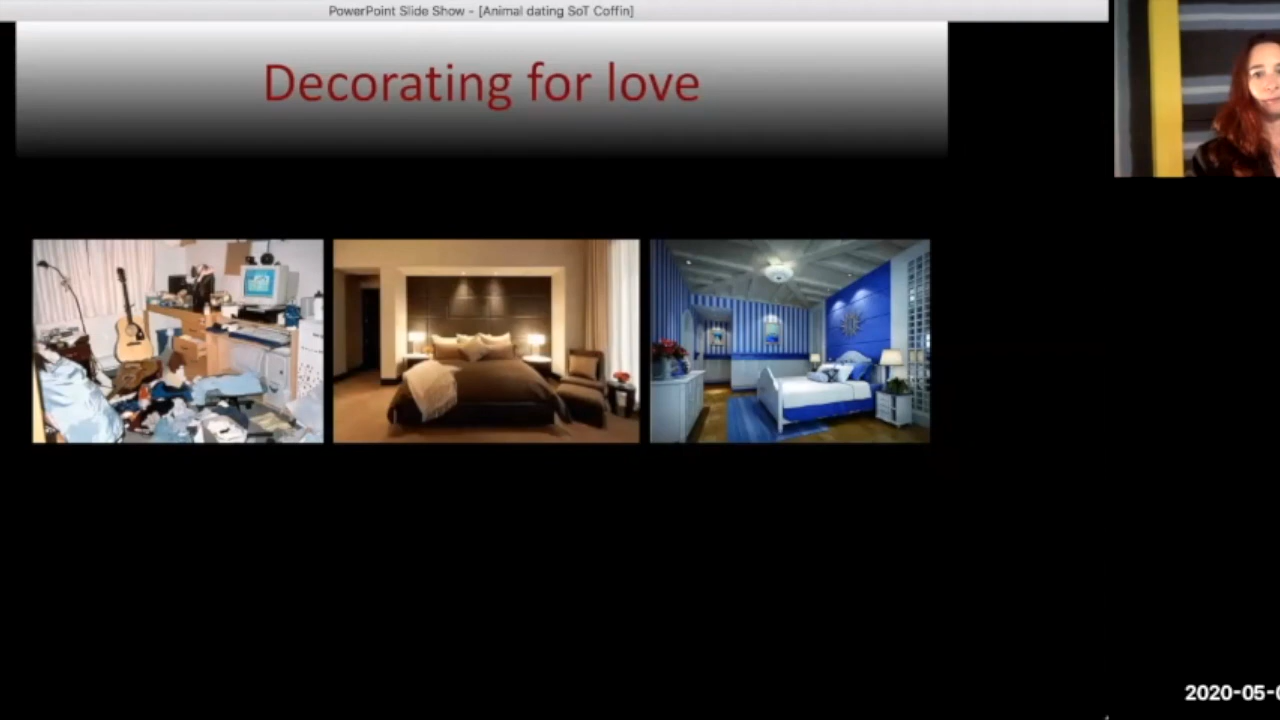 PowerPoint Slide Show - [Animal dating SoT Coffin]
Decorating for love
2020-05-0